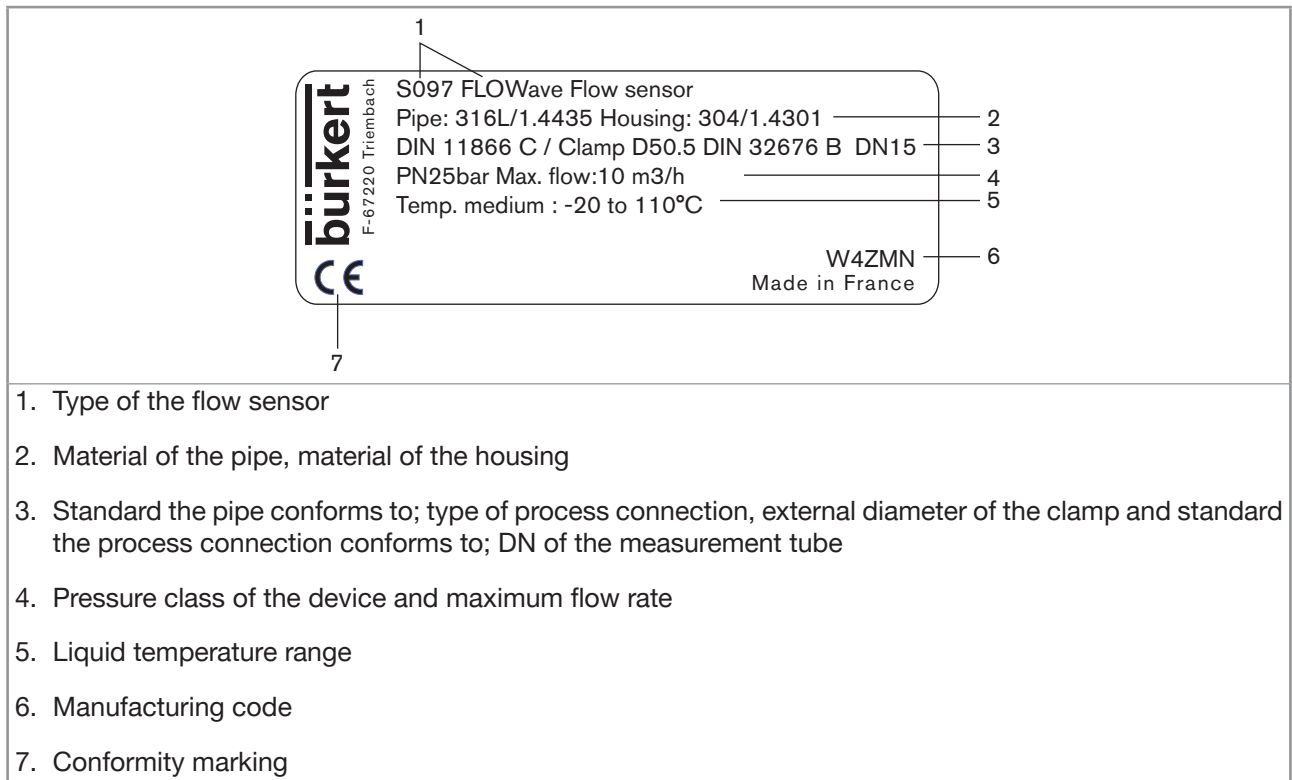 1
bürkert
F-67220 Triembach
S097 FLOWave Flow sensor
Pipe: 316L/1.4435 Housing: 304/1.4301
2
DIN 11866 C / Clamp D50.5 DIN 32676 B DN15
3
PN25bar Max. flow:10 m3/h
4
Temp. medium : -20 to 110°C
5
W4ZMN
6
Made in France
CE
7
1. Type of the flow sensor
2. Material of the pipe, material of the housing
3. Standard the pipe conforms to; type of process connection, external diameter of the clamp and standard
the process connection conforms to; DN of the measurement tube
4. Pressure class of the device and maximum flow rate
5. Liquid temperature range
6. Manufacturing code
7. Conformity marking